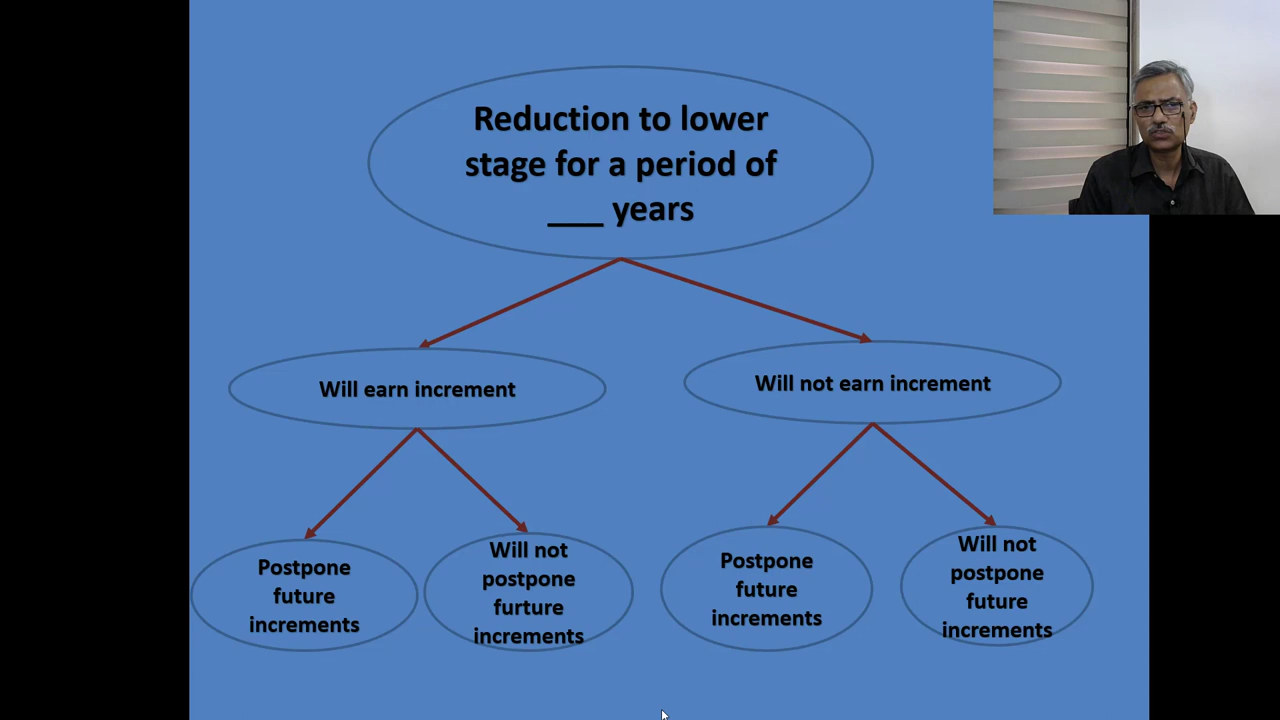 Reduction to lower
stage for a period of
___ years
Will earn increment
Will not earn increment
Postpone
future
increments
Will not
postpone
furture
increments
Postpone
future
increments
Will not
postpone
future
increments